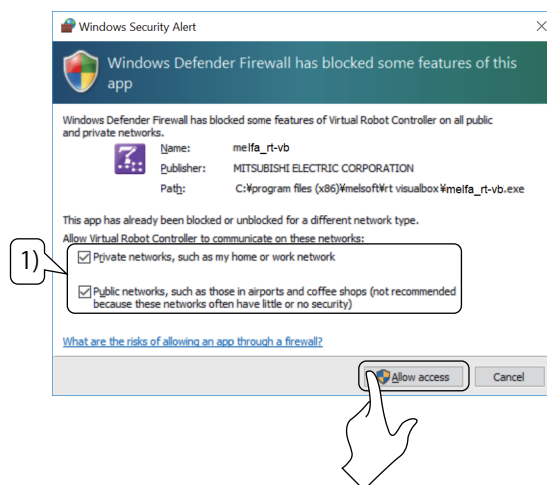 Windows Security Alert
Windows Defender Firewall has blocked some features of this
app
Windows Defender Firewall has blocked some features of Virtual Robot Controller on all public
and private networks.
Name: melfa_rt-vb
Publisher: MITSUBISHI ELECTRIC CORPORATION
Path: C:¥program files (x86)¥melsoft¥rt visualbox¥melfa_rt-vb.exe
This app has already been blocked or unblocked for a different network type.
Allow Virtual Robot Controller to communicate on these networks:
1)
Private networks, such as my home or work network
Public networks, such as those in airports and coffee shops (not recommended
because these networks often have little or no security)
What are the risks of allowing an app through a firewall?
Allow access Cancel